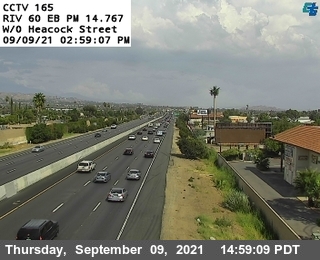 CCTV 165
RIV 60 EB PM 14.767
W/O Heacock Street
09/09/21 02:59:07 PM
Thursday, September 09, 2021 14:59:09 PDT